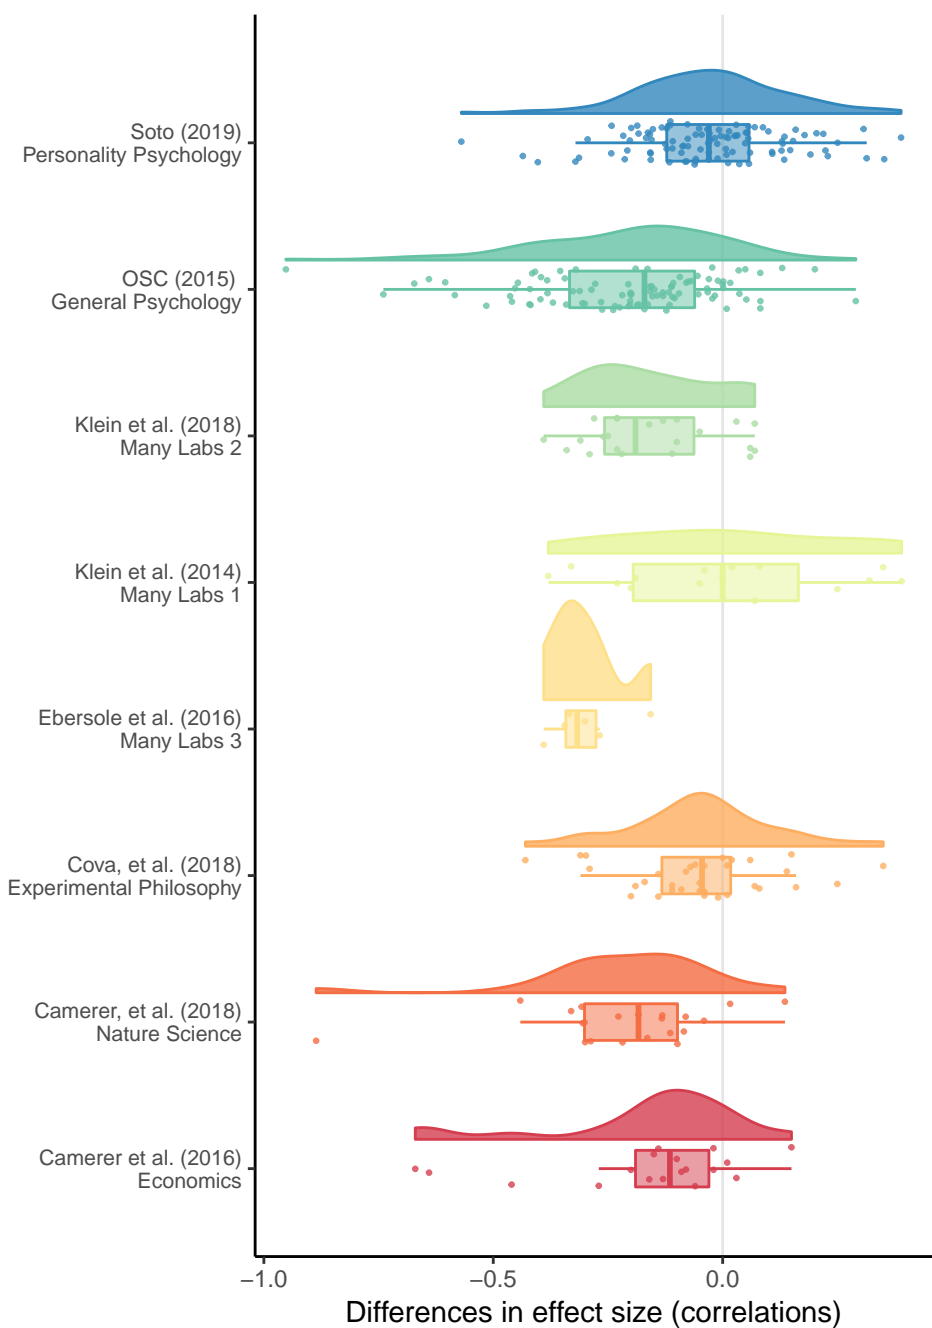 Soto (2019)
Personality Psychology
OSC (2015)
General Psychology
Klein et al. (2018)
Many Labs 2
Klein et al. (2014)
Many Labs 1
Ebersole et al. (2016)
Many Labs 3
Cova, et al. (2018)
Experimental Philosophy
Camerer, et al. (2018)
Nature Science
Camerer et al. (2016)
Economics
−1.0 −0.5 0.0
Differences in effect size (correlations)